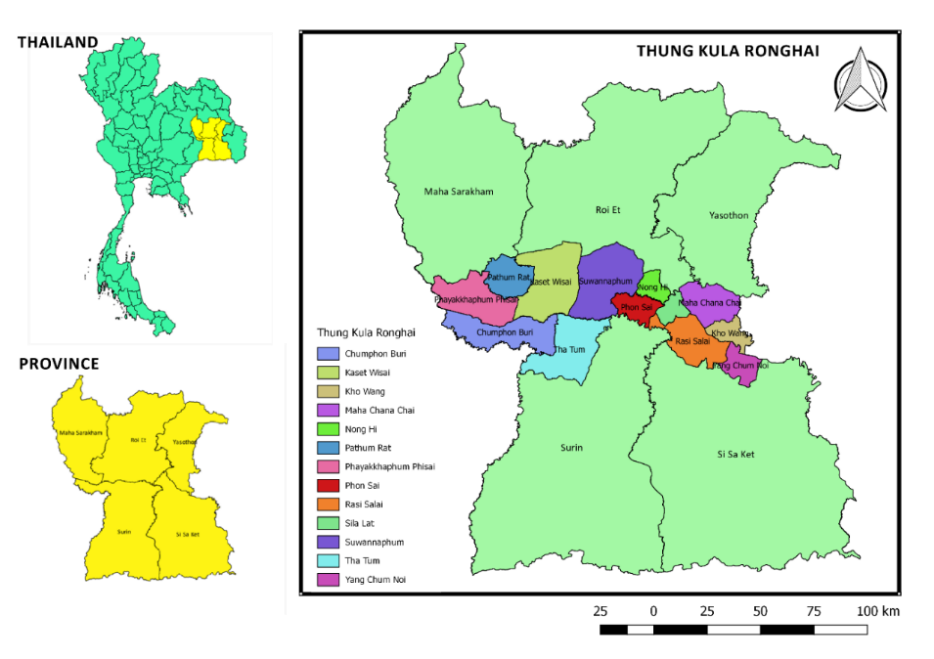 THAILAND
THUNG KULA RONGHAI
Maha Sarakham
Roi Et
Yasothon
Pathum Rat
Kaset Wisai
Suwannaphum
Nong Hi
Phayakkhaphum Phisai
Phon Sai
Maha Chana Chai
Chumphon Buri
Kho Wang
Rasi Salai
Tha Tum
Yang Chum Noi
Surin
Si Sa Ket
Thung Kula Ronghai
Chumphon Buri
Kaset Wisai
Kho Wang
Maha Chana Chai
Nong Hi
Pathum Rat
Phayakkhaphum Phisai
Phon Sai
Rasi Salai
Sila Lat
Suwannaphum
Tha Tum
Yang Chum Noi
PROVINCE
Maha Sarakham
Roi Et
Yasothon
Surin
Si Sa Ket
25 0 25 50 75 100 km